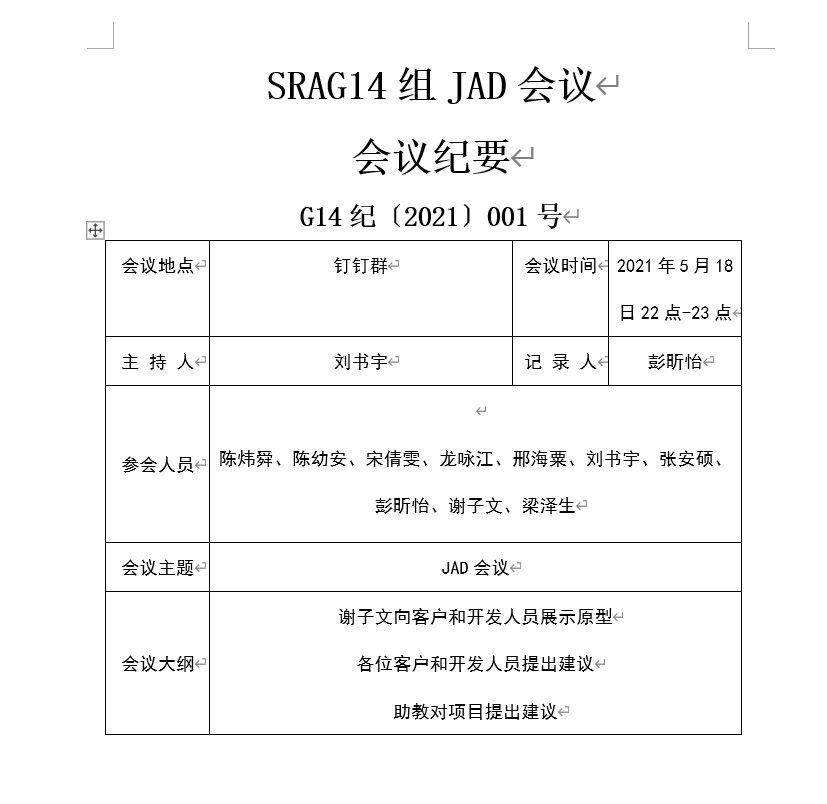 SRAG14 组 JAD 会议
会议纪要
G14 纪〔2021〕001 号
会议地点
钉钉群
会议时间
2021 年 5 月 18
日 22 点-23 点
主 持 人
刘书宇
记 录 人
彭昕怡
参会人员
陈炜舜、陈幼安、宋倩雯、龙咏江、邢海粟、刘书宇、张安硕、
彭昕怡、谢子文、梁泽生
会议主题
JAD 会议
会议大纲
谢子文向客户和开发人员展示原型
各位客户和开发人员提出建议
助教对项目提出建议